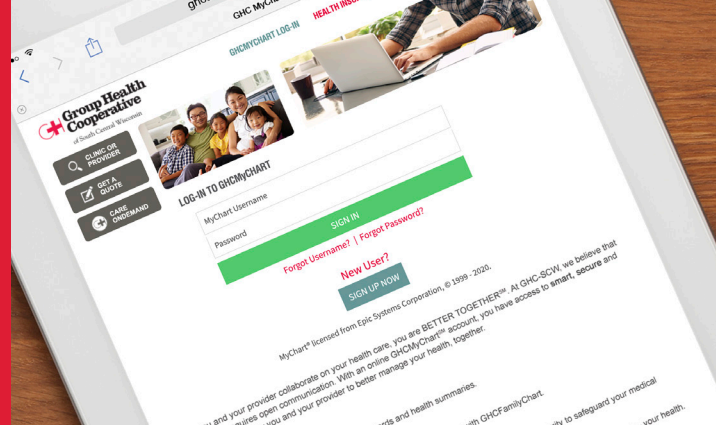 GHC MyCh
GHCMYCHART LOG-IN
HEALTH INSU
Group Health
Cooperative
of South Central Wisconsin
CLINIC OR
PROVIDER
GET A
QUOTE
CARE
ONDEMAND
LOG-IN TO GHCMyCHART
MyChart Username
Password
SIGN IN
Forgot Username? | Forgot Password?
New User?
SIGN UP NOW
MyChart® licensed from Epic Systems Corporation, © 1999 - 2020.
and your provider collaborate on your health care, you are BETTER TOGETHER℠. At GHC-SCW, we believe that
quires open communication. With an online GHCMyChart℠ account, you have access to smart, secure and
you and your provider to better manage your health, together.
rds and health summaries.
with GHCFamilyChart.
ity to safeguard your medical
your health.